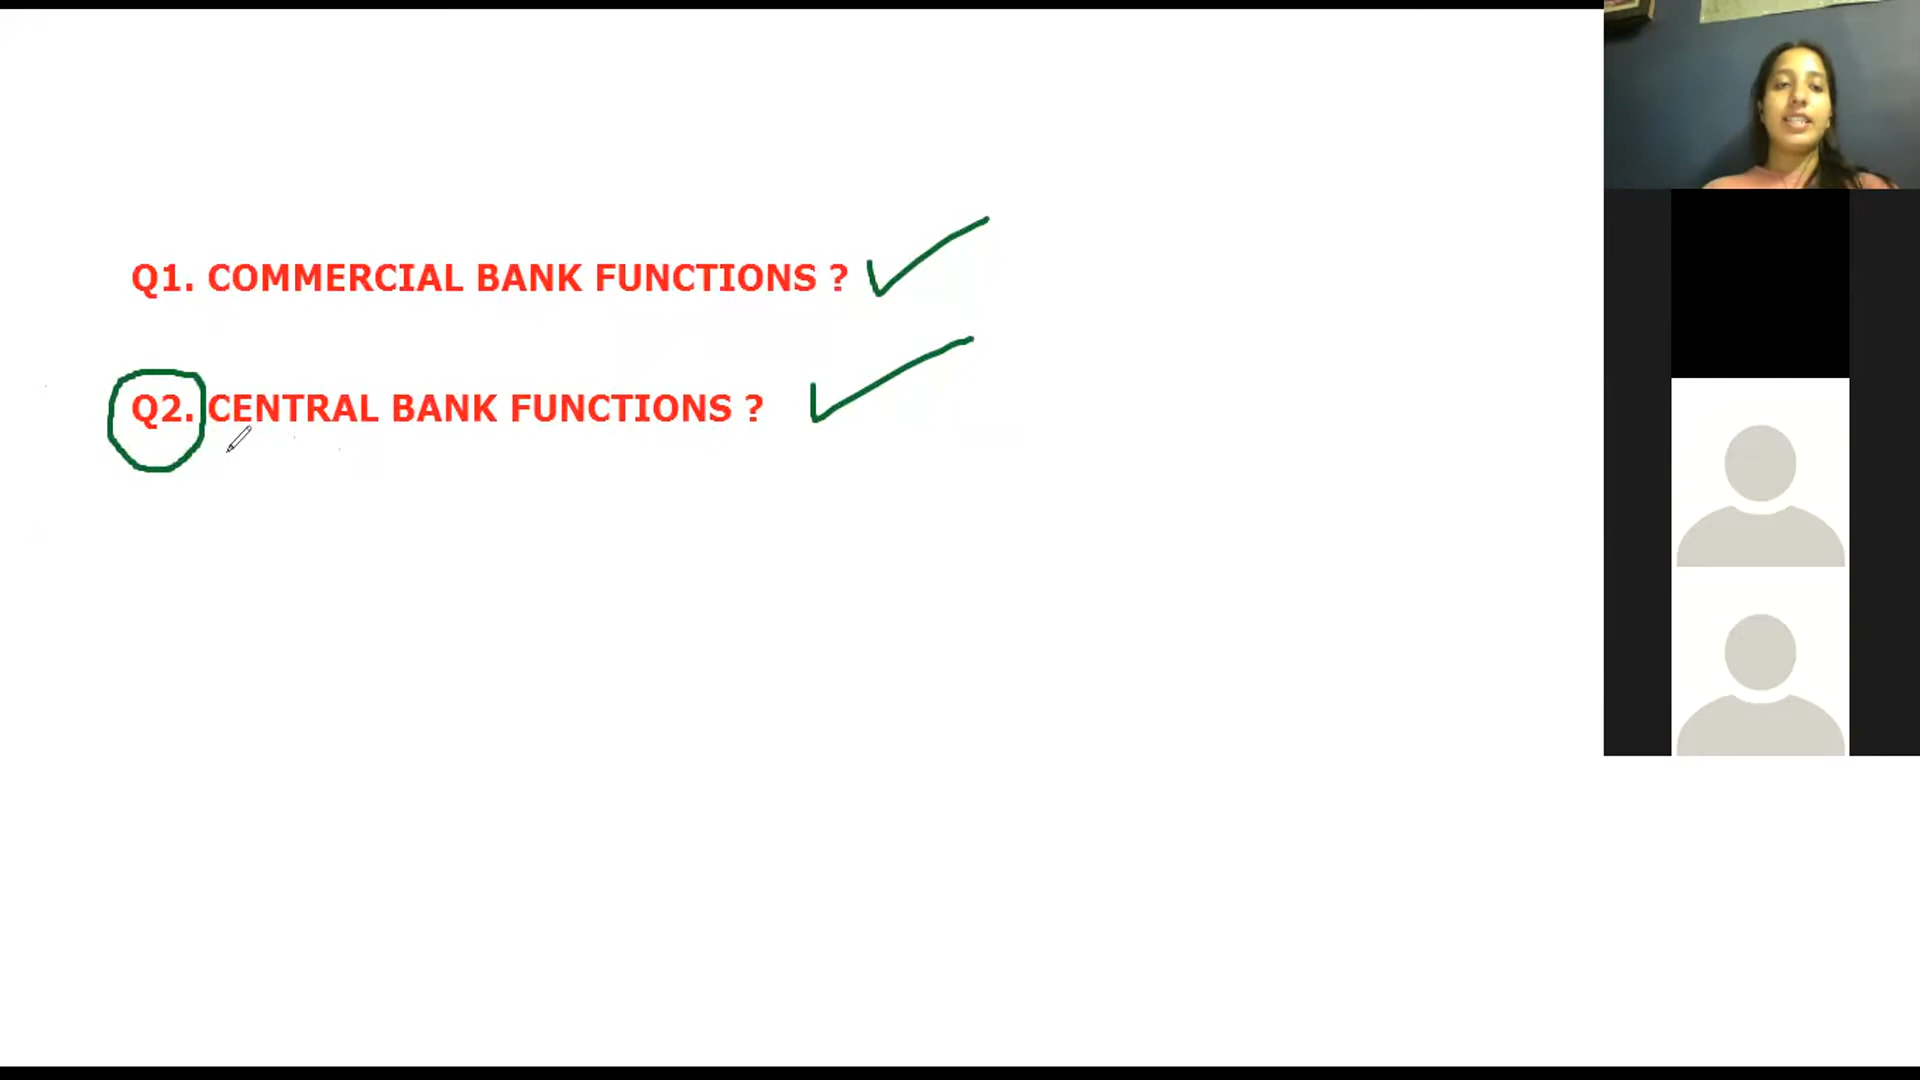 Q1. COMMERCIAL BANK FUNCTIONS ?
Q2. CENTRAL BANK FUNCTIONS ?